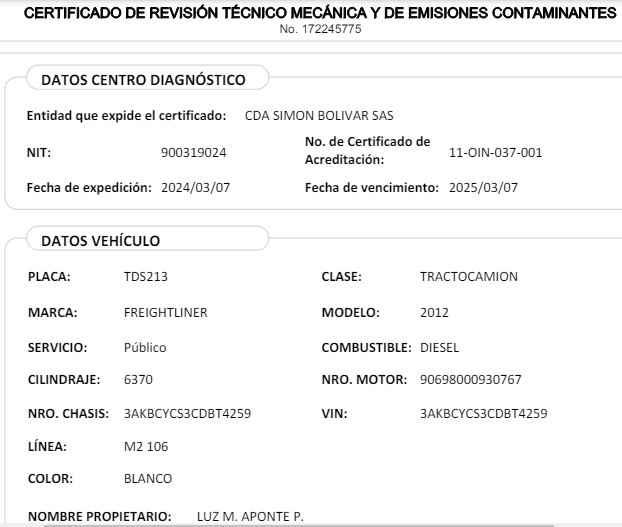 CERTIFICADO DE REVISIÓN TÉCNICO MECÁNICA Y DE EMISIONES CONTAMINANTES
No. 172245775
DATOS CENTRO DIAGNÓSTICO
Entidad que expide el certificado: CDA SIMON BOLIVAR SAS
NIT: 900319024 No. de Certificado de
Acreditación: 11-OIN-037-001
Fecha de expedición: 2024/03/07 Fecha de vencimiento: 2025/03/07
DATOS VEHÍCULO
PLACA: TDS213 CLASE: TRACTOCAMION
MARCA: FREIGHTLINER MODELO: 2012
SERVICIO: Público COMBUSTIBLE: DIESEL
CILINDRAJE: 6370 NRO. MOTOR: 90698000930767
NRO. CHASIS: 3AKBCYCS3CDBT4259 VIN: 3AKBCYCS3CDBT4259
LÍNEA: M2 106
COLOR: BLANCO
NOMBRE PROPIETARIO: LUZ M. APONTE P.